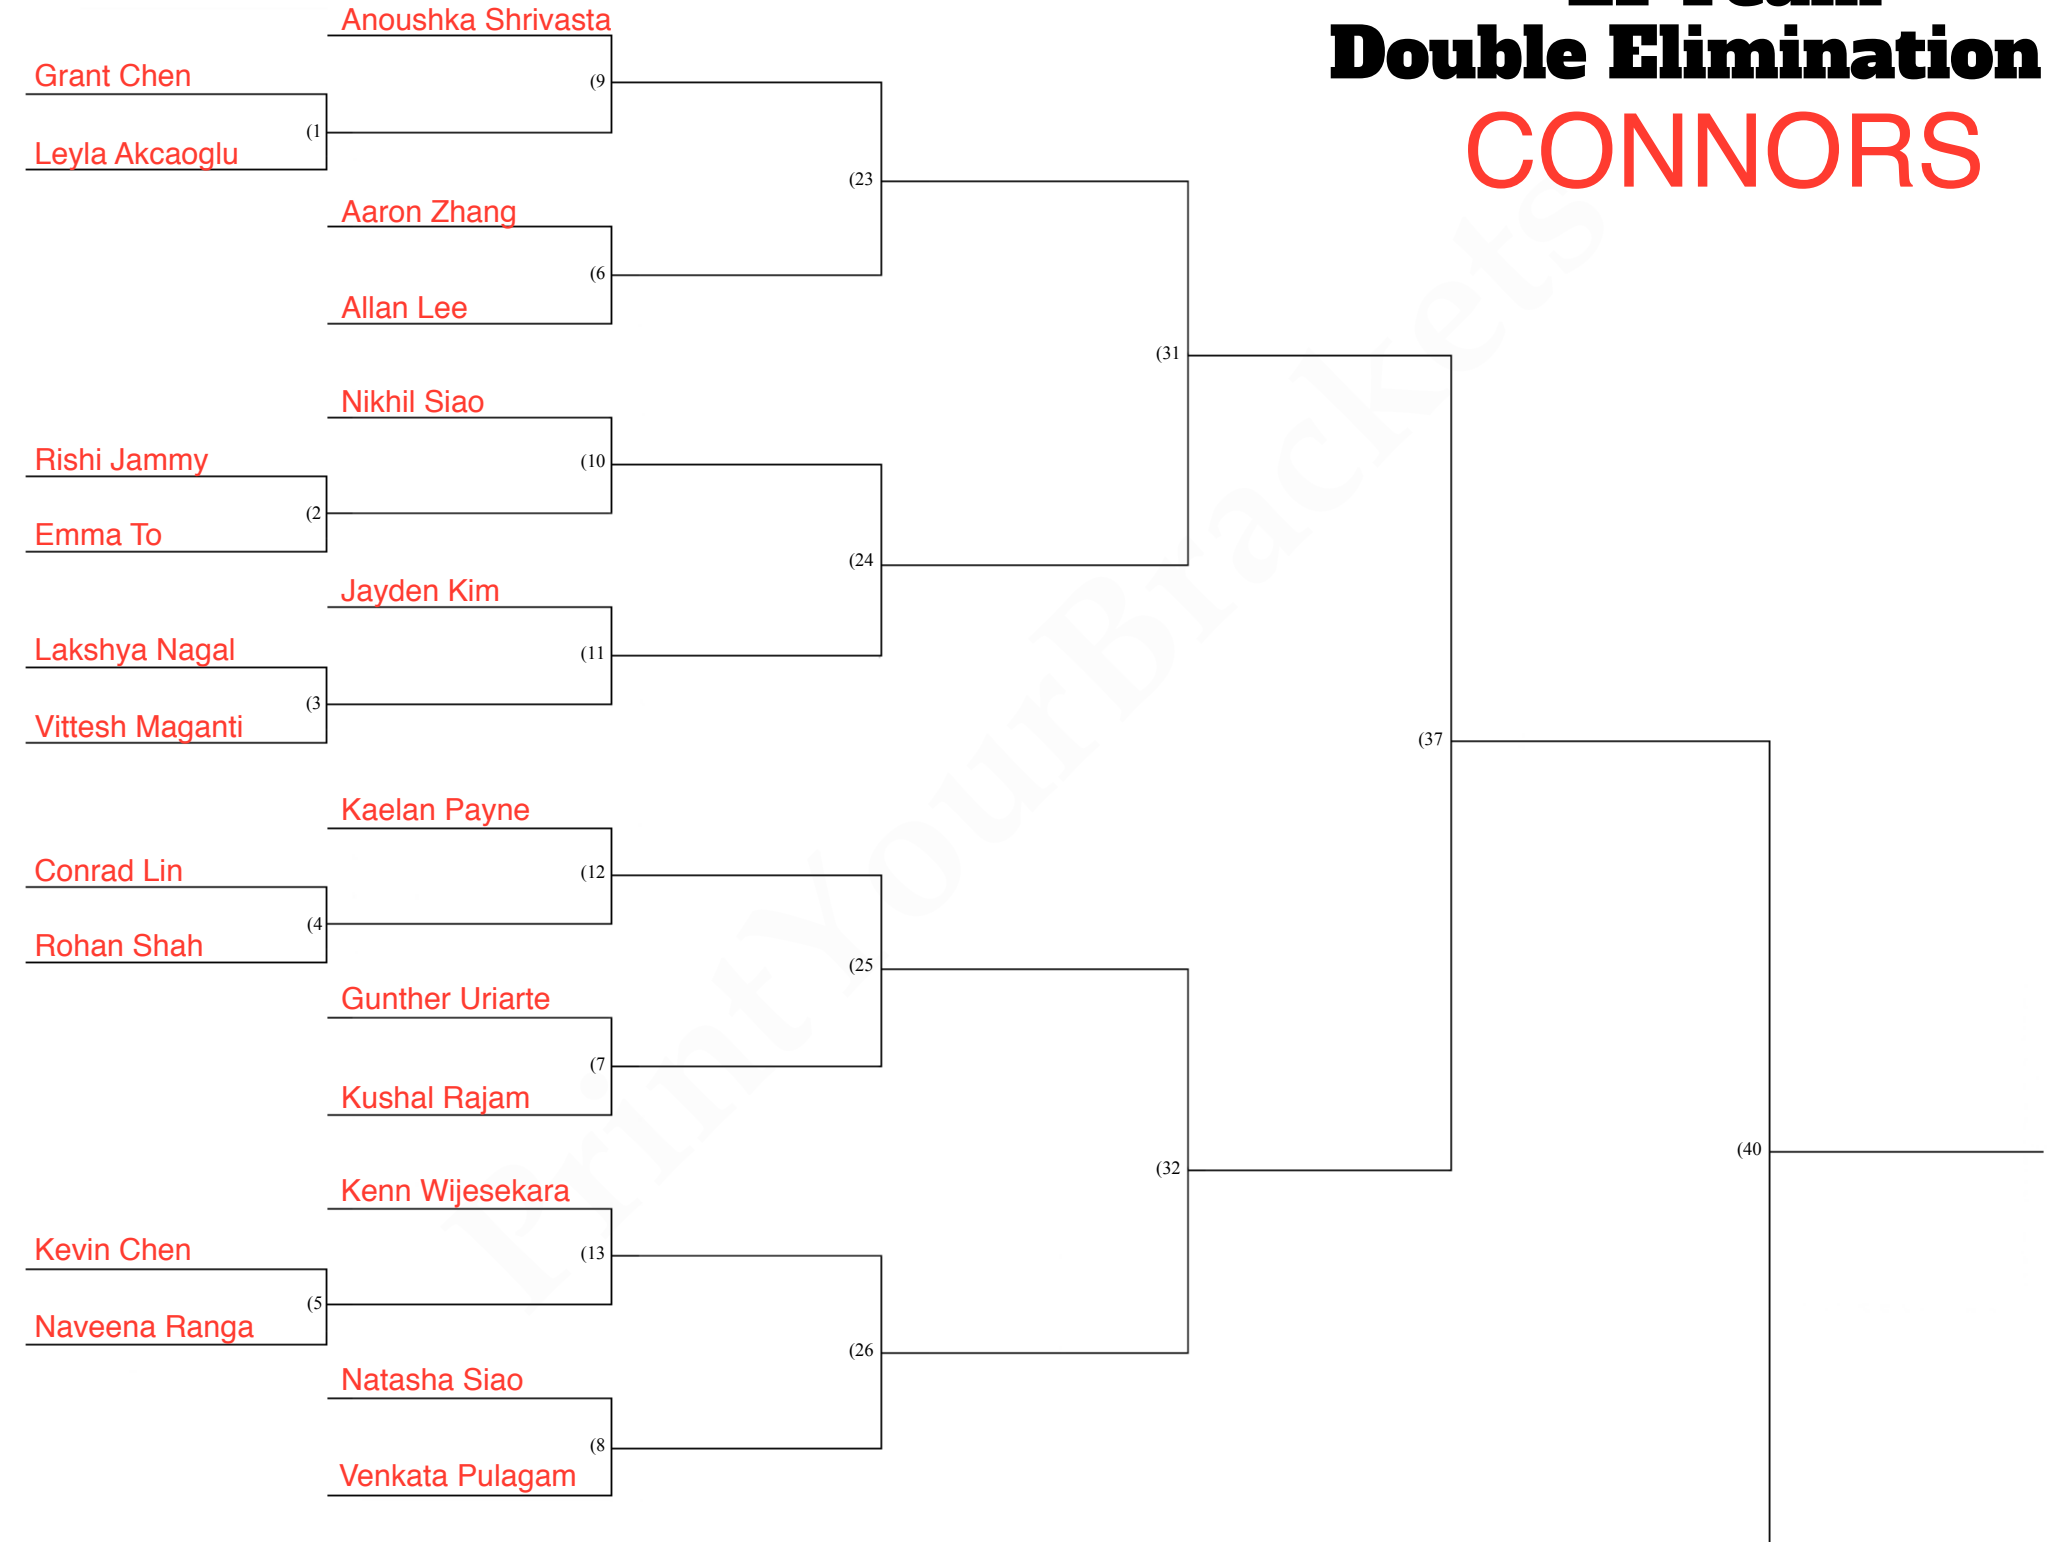 Double Elimination
CONNORS
Anoushka Shrivasta
Grant Chen
(9
(1
Leyla Akcaoglu
(23
Aaron Zhang
(6
Allan Lee
(31
Nikhil Siao
Rishi Jammy
(10
(2
Emma To
(24
Jayden Kim
Lakshya Nagal
(11
(3
Vittesh Maganti
(37
Kaelan Payne
Conrad Lin
(12
(4
Rohan Shah
(25
Gunther Uriarte
(7
Kushal Rajam
(40
(32
Kenn Wijesekara
Kevin Chen
(13
(5
Naveena Ranga
(26
Natasha Siao
(8
Venkata Pulagam
PrintYourBrackets